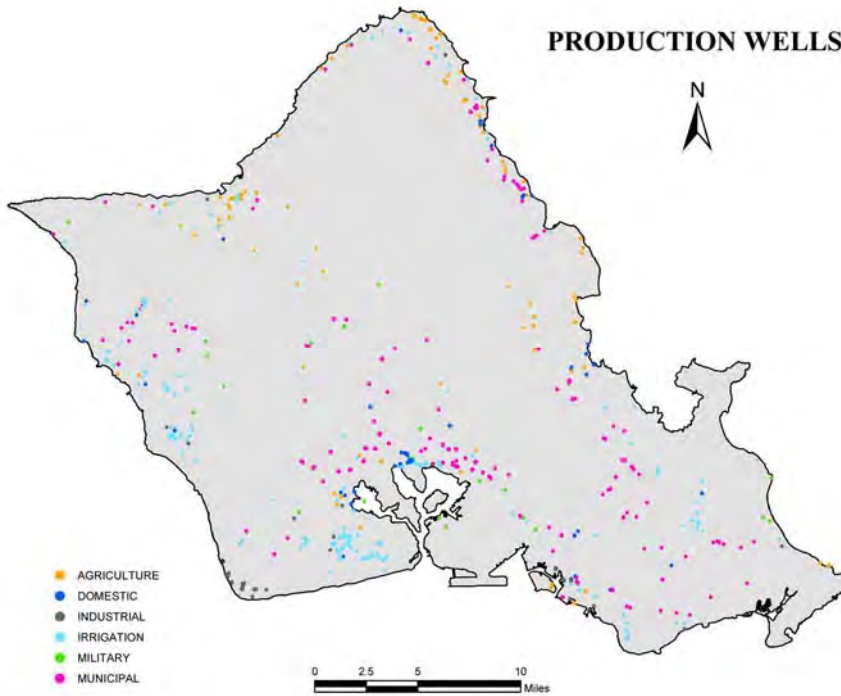 PRODUCTION WELLS
N
AGRICULTURE
DOMESTIC
INDUSTRIAL
IRRIGATION
MILITARY
MUNICIPAL
0 2.5 5 10
Miles